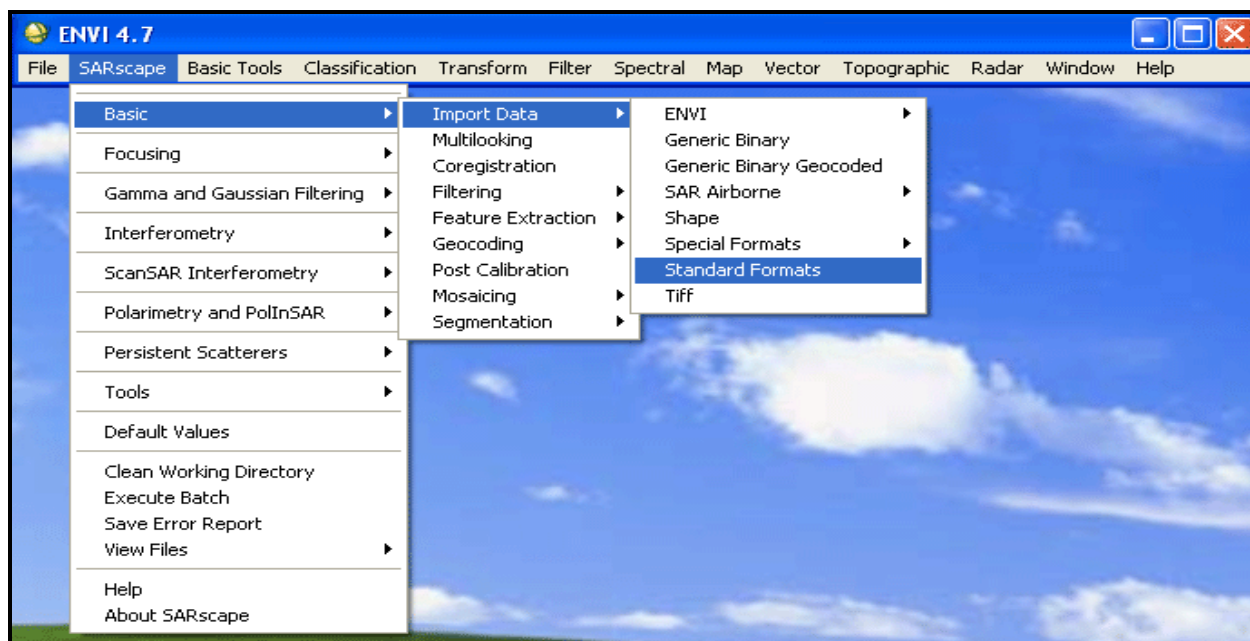 ENVI 4.7
File SARscape Basic Tools Classification Transform Filter Spectral Map Vector Topographic Radar Window Help
Basic
Focusing
Gamma and Gaussian Filtering
Interferometry
ScanSAR Interferometry
Polarimetry and PolInSAR
Persistent Scatterers
Tools
Default Values
Clean Working Directory
Execute Batch
Save Error Report
View Files
Help
About SARscape
Import Data
Multilooking
Coregistration
Filtering
Feature Extraction
Geocoding
Post Calibration
Mosaicing
Segmentation
ENVI
Generic Binary
Generic Binary Geocoded
SAR Airborne
Shape
Special Formats
Standard Formats
Tiff